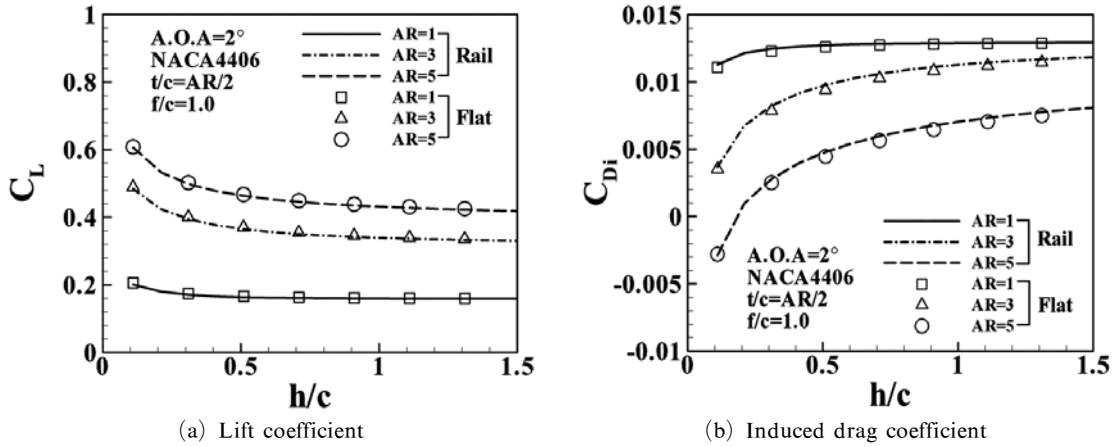 1
0.8
0.6
0.4
0.2
0
C_L
A.O.A=2°
NACA4406
t/c=AR/2
f/c=1.0
AR=1
AR=3
AR=5
Rail
AR=1
AR=3
AR=5
Flat
0
0.5
1
1.5
h/c
(a) Lift coefficient
0.015
0.01
0.005
0
-0.005
-0.01
C_Di
A.O.A=2°
NACA4406
t/c=AR/2
f/c=1.0
AR=1
AR=3
AR=5
Rail
AR=1
AR=3
AR=5
Flat
0
0.5
1
1.5
h/c
(b) Induced drag coefficient